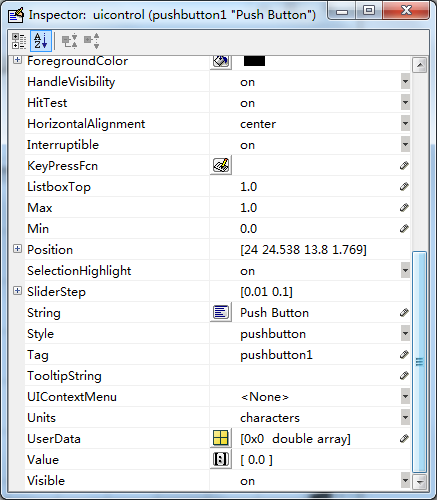 Inspector: uicontrol (pushbutton1 "Push Button")
ForegroundColor
HandleVisibility on
HitTest on
HorizontalAlignment center
Interruptible on
KeyPressFcn
ListboxTop 1.0
Max 1.0
Min 0.0
Position [24 24.538 13.8 1.769]
SelectionHighlight on
SliderStep [0.01 0.1]
String Push Button
Style pushbutton
Tag pushbutton1
TooltipString
UIContextMenu <None>
Units characters
UserData [0x0 double array]
Value [ 0.0 ]
Visible on